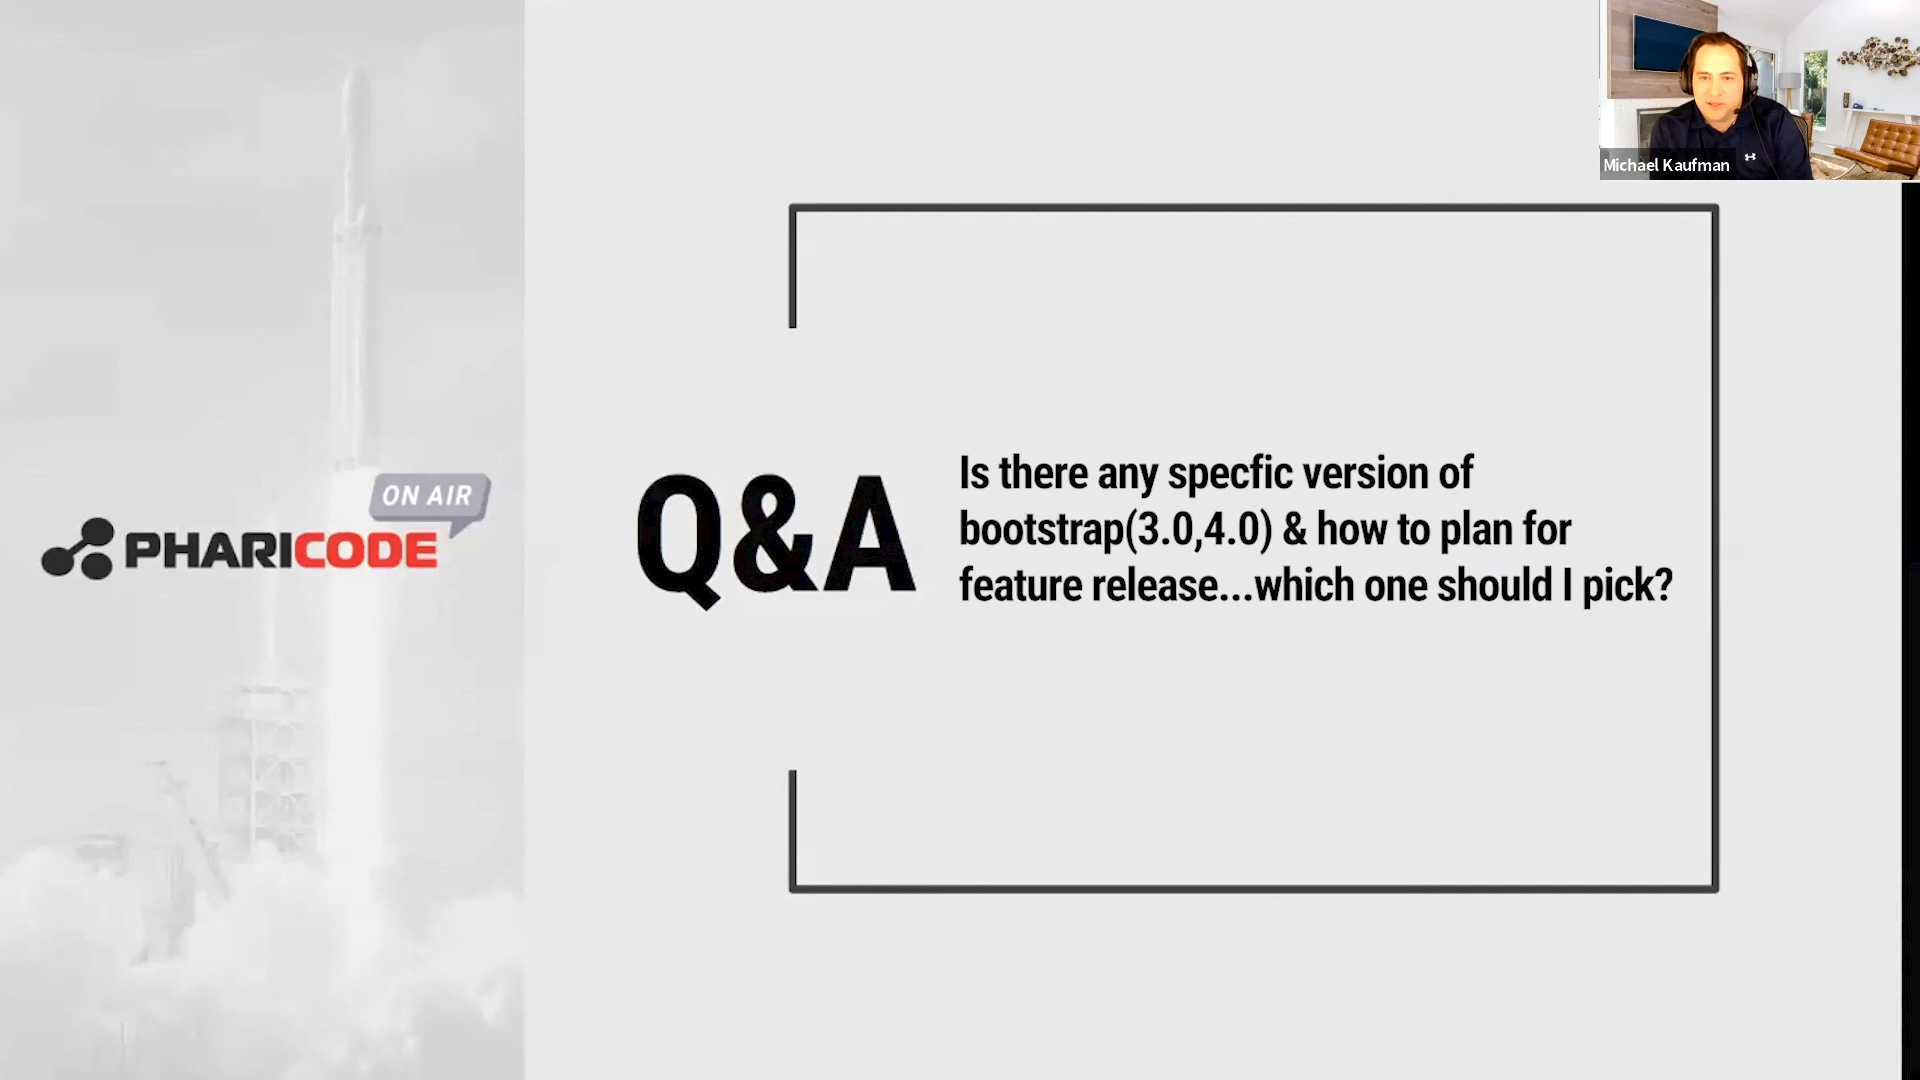 Michael Kaufman
ON AIR
PHARICODE
Q&A
Is there any specfic version of
bootstrap(3.0,4.0) & how to plan for
feature release...which one should I pick?